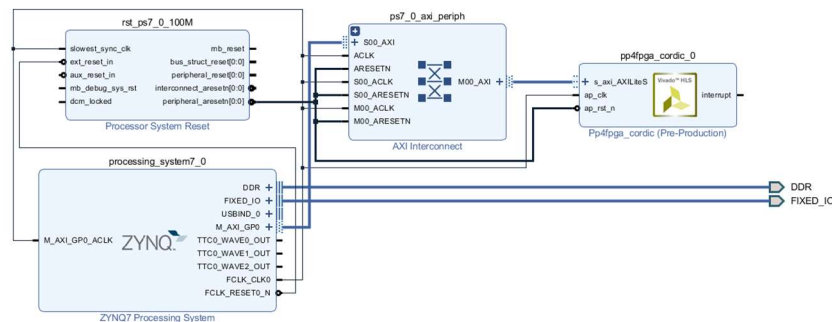 rst_ps7_0_100M
slowest_sync_clk
ext_reset_in
aux_reset_in
mb_debug_sys_rst
dcm_locked
mb_reset
bus_struct_reset[0:0]
peripheral_reset[0:0]
interconnect_aresetn[0:0]
peripheral_aresetn[0:0]
Processor System Reset
ps7_0_axi_periph
S00_AXI
ACLK
ARESETN
S00_ACLK
S00_ARESETN
M00_ACLK
M00_ARESETN
M00_AXI
AXI Interconnect
pp4fpga_cordic_0
s_axi_AXILiteS
ap_clk
ap_rst_n
Vivado™ HLS
interrupt
Pp4fpga_cordic (Pre-Production)
processing_system7_0
M_AXI_GP0_ACLK
ZYNQ
DDR
FIXED_IO
USBIND_0
M_AXI_GP0
TTC0_WAVE0_OUT
TTC0_WAVE1_OUT
TTC0_WAVE2_OUT
FCLK_CLK0
FCLK_RESET0_N
ZYNQ7 Processing System
DDR
FIXED_IO